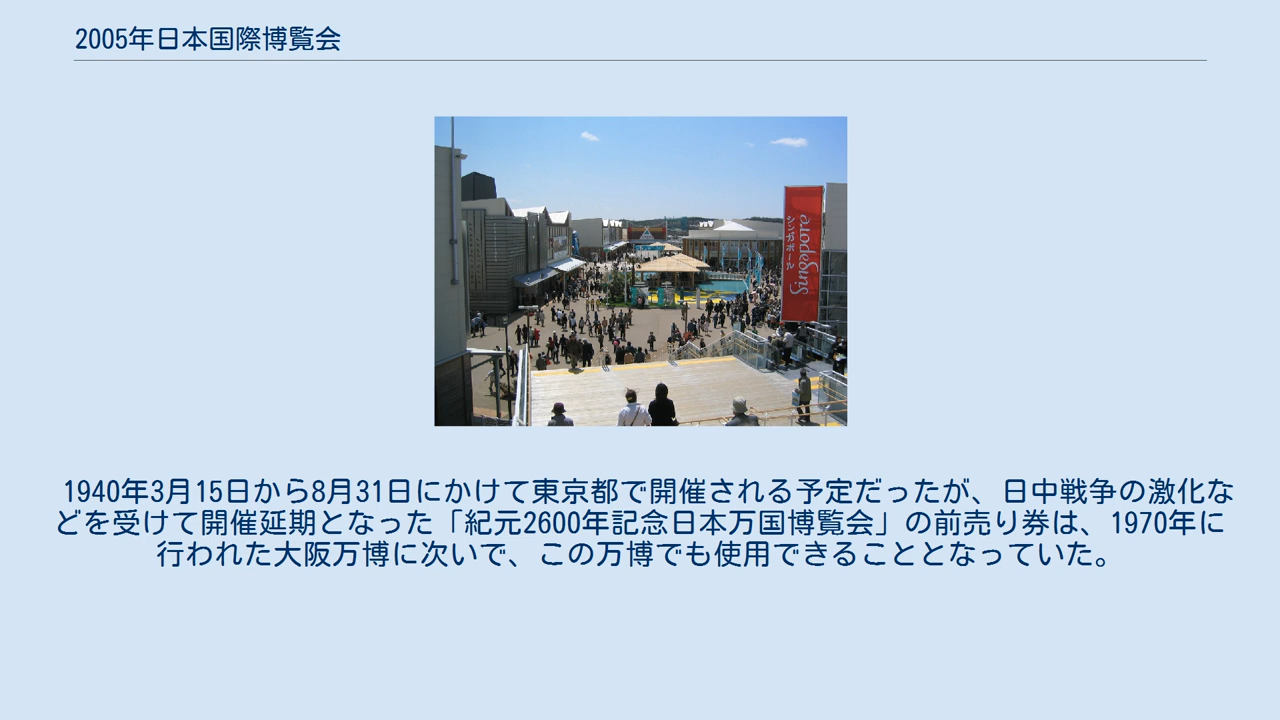 2005年日本国際博覧会
シンガポール
Singapore
1940年3月15日から8月31日にかけて東京都で開催される予定だったが、日中戦争の激化な
どを受けて開催延期となった「紀元2600年記念日本万国博覧会」の前売り券は、1970年に
行われた大阪万博に次いで、この万博でも使用できることとなっていた。